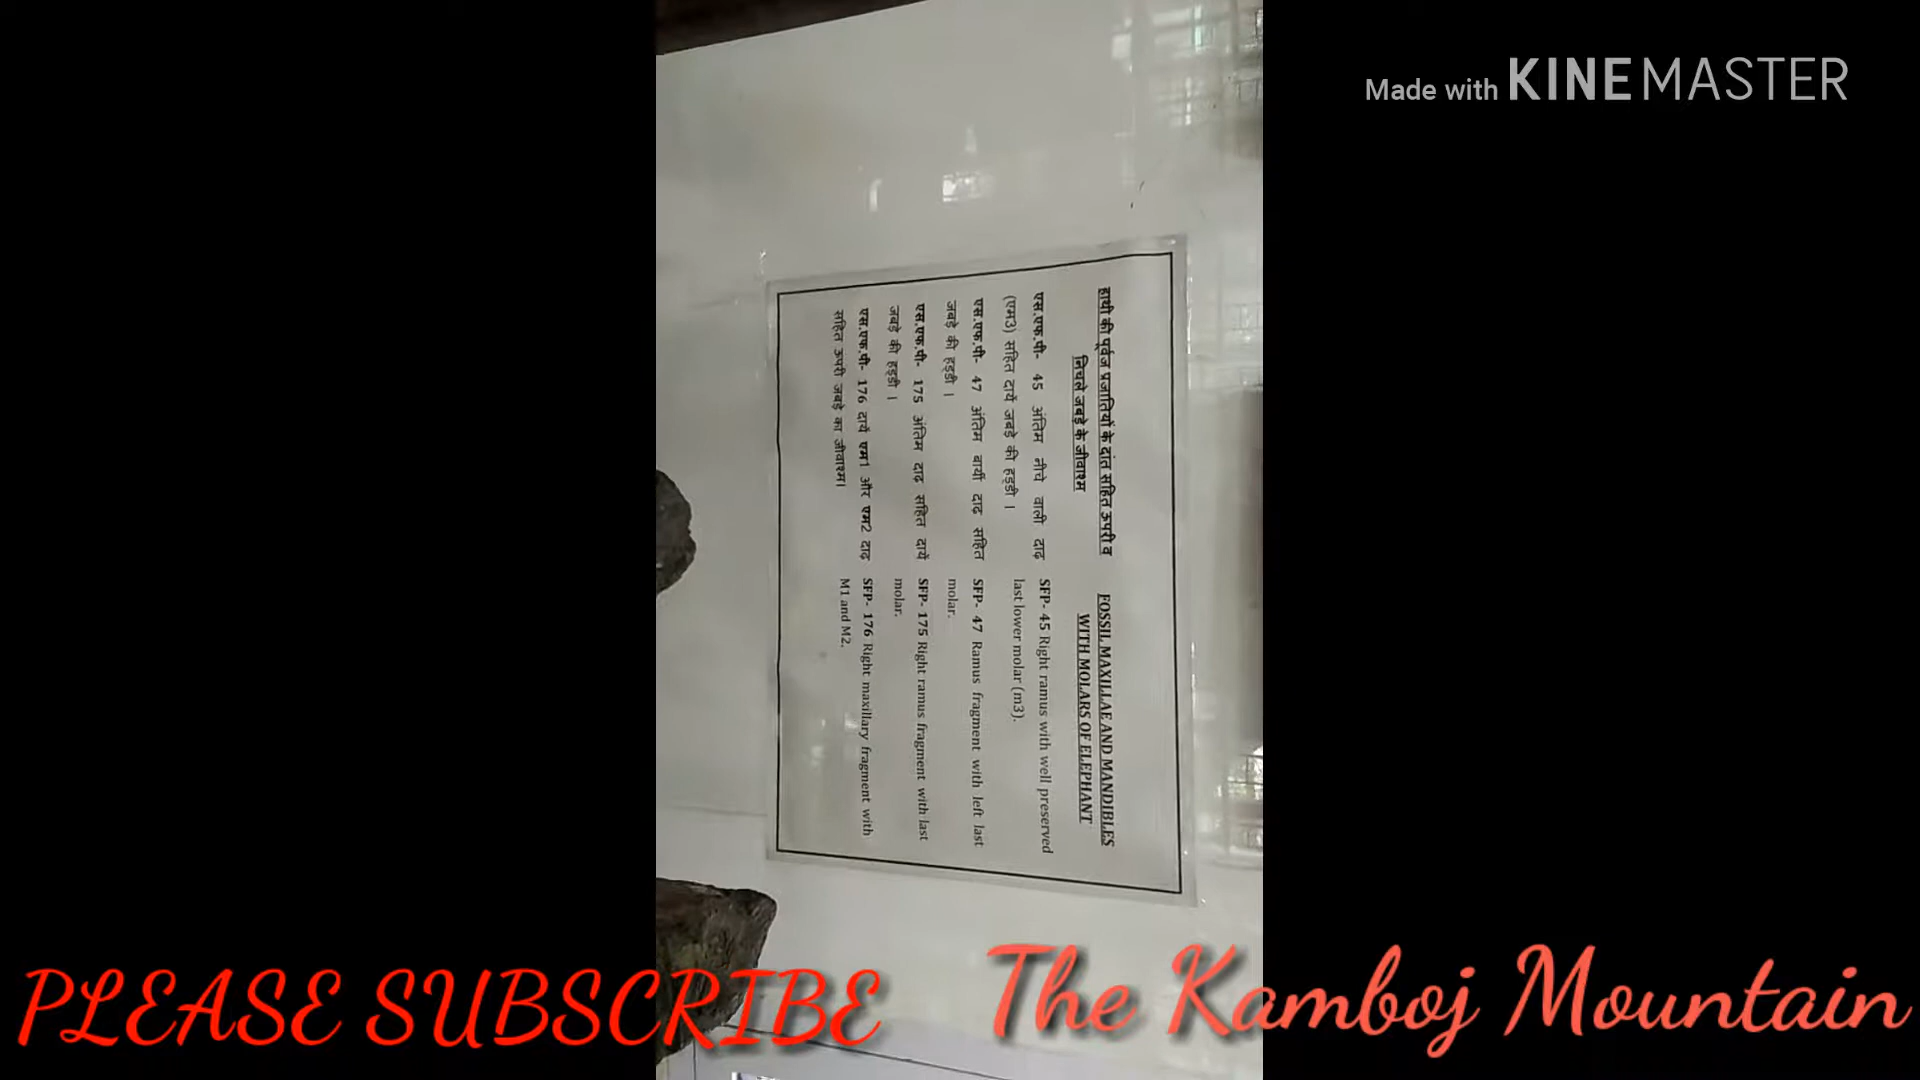 Made with KINEMASTER
हाथी की पूर्वज प्रजातियों के दांत सहित ऊपरी व
निचले जबड़े के जीवाश्म
एस.एफ.पी- 45 अंतिम नीचे वाली दाढ़
(एम3) सहित दायें जबड़े की हड्डी ।
एस.एफ.पी- 47 अंतिम बायीं दाढ़ सहित
जबड़े की हड्डी ।
एस.एफ.पी- 175 अंतिम दाढ़ सहित दायें
जबड़े की हड्डी ।
एस.एफ.पी- 176 दायें एम1 और एम2 दाढ़
सहित ऊपरी जबड़े का जीवाश्म।
FOSSIL MAXILLAE AND MANDIBLES
WITH MOLARS OF ELEPHANT
SFP- 45 Right ramus with well preserved
last lower molar (m3).
SFP- 47 Ramus fragment with left last
molar.
SFP- 175 Right ramus fragment with last
molar.
SFP- 176 Right maxillary fragment with
M1 and M2.
PLEASE SUBSCRIBE
The Kamboj Mountain